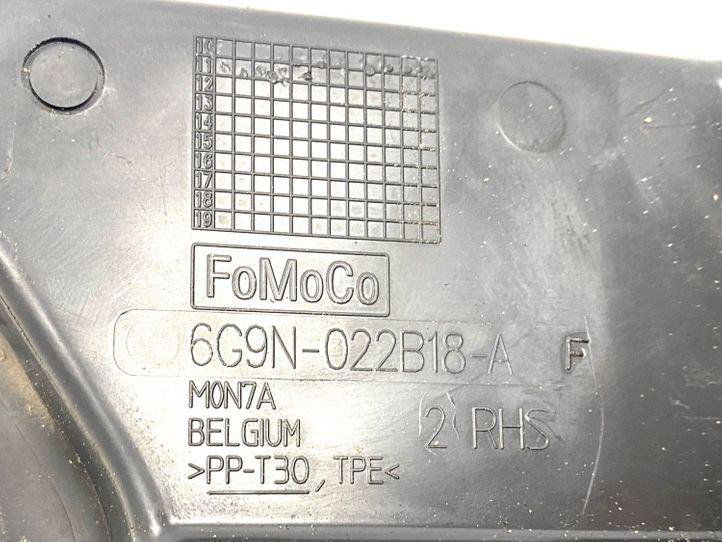 10
11
12
13
14
15
16
17
18
19
FoMoCo
6G9N-022B18-A F
M0N7A
BELGIUM 2 RHS
>PP-T30, TPE<